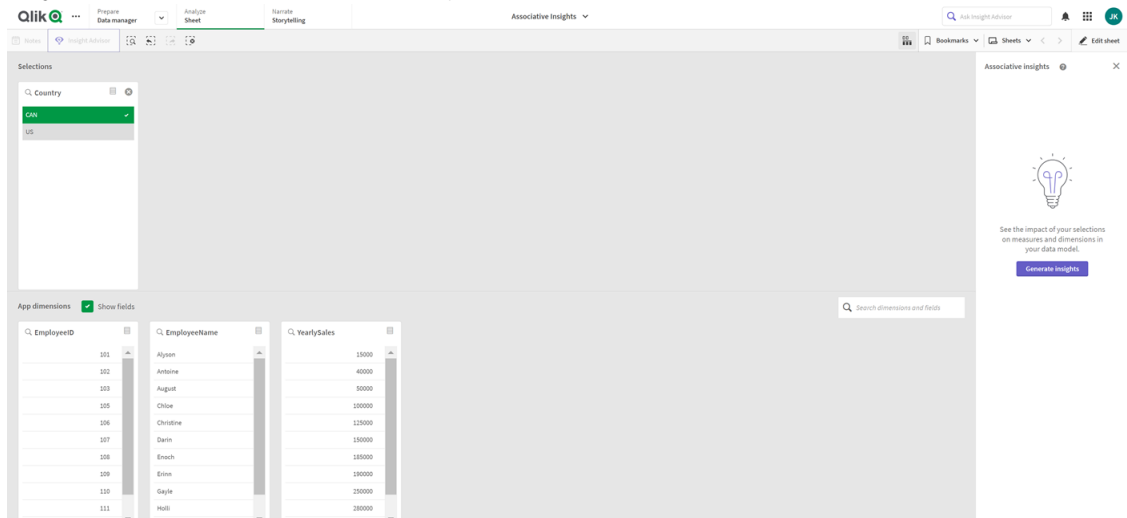 Qlik
Prepare
Data manager
Analyze
Sheet
Narrate
Storytelling
Associative Insights
Ask Insight Advisor
JK
Notes
Insight Advisor
Bookmarks
Sheets
Edit sheet
Selections
Country
CAN
US
Associative insights
See the impact of your selections
on measures and dimensions in
your data model.
Generate insights
App dimensions
Show fields
Search dimensions and fields
EmployeeID
101
102
103
105
106
107
108
109
110
111
EmployeeName
Alyson
Antoine
August
Chloe
Christine
Darin
Enoch
Erinn
Gayle
Holli
YearlySales
15000
40000
50000
100000
125000
150000
185000
190000
250000
280000